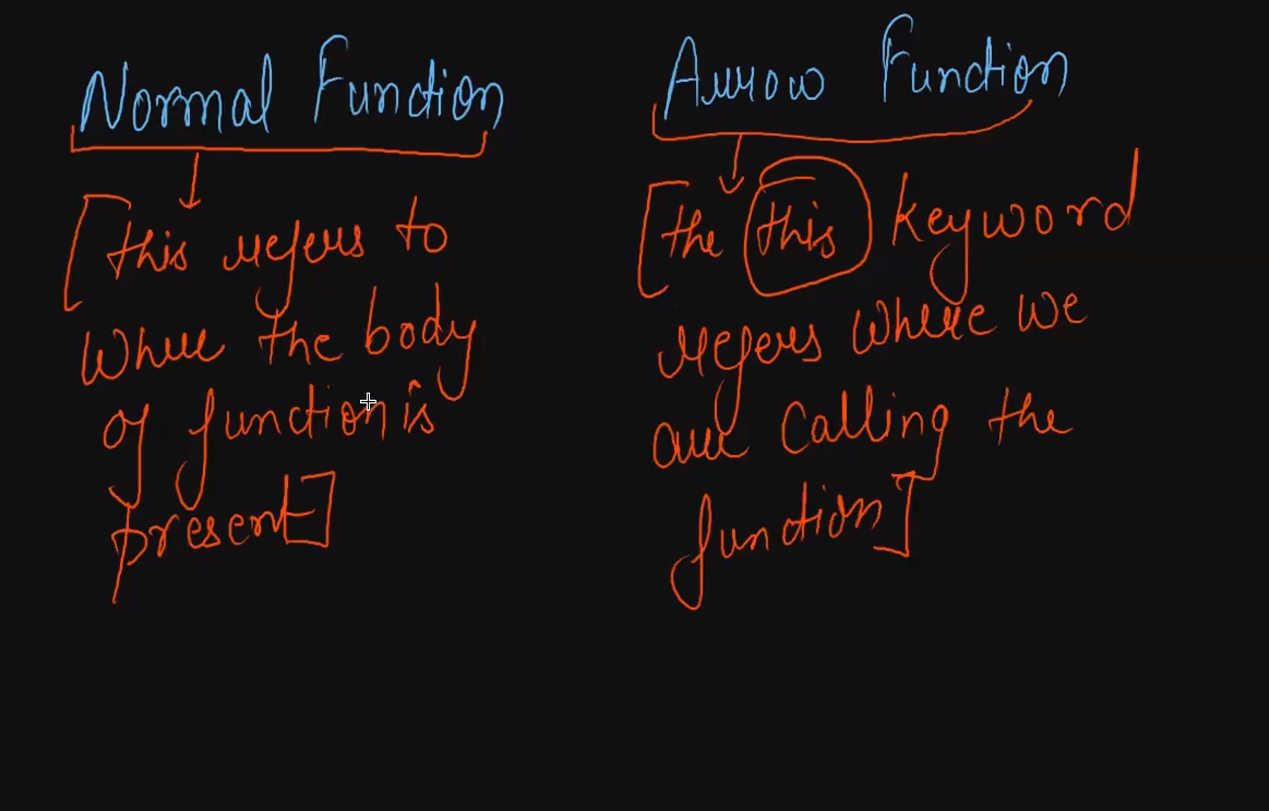 Normal Function
[this refers to
where the body
of function is
present]
Arrow Function
[the this keyword
refers where we
are calling the
function]